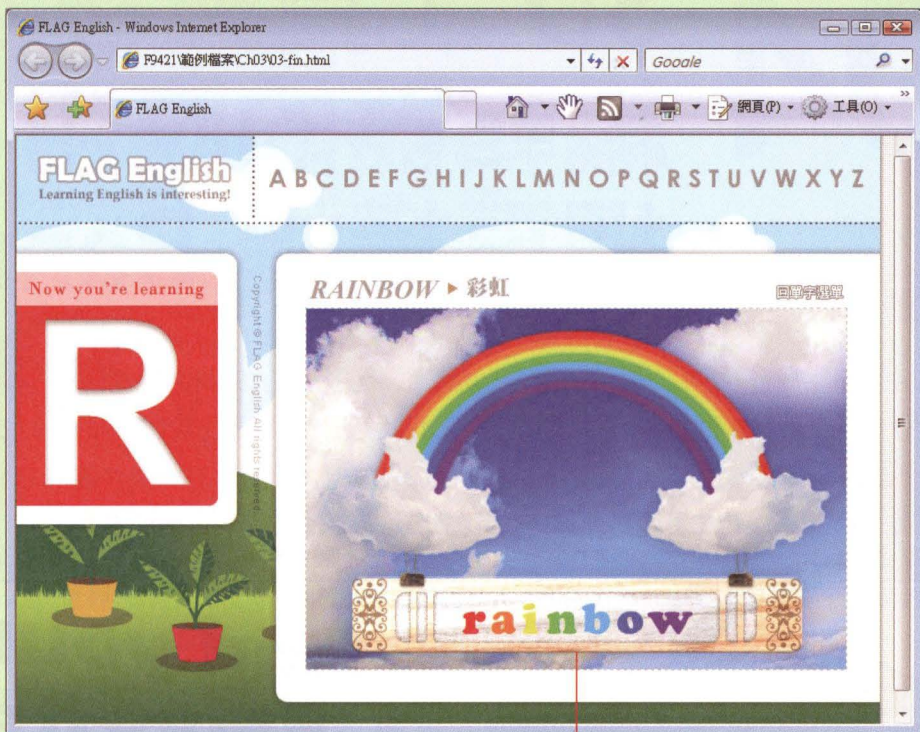 FLAG English - Windows Internet Explorer
F9421\範例檔案\Ch03\03-fin.html
Google
FLAG English
網頁(P)
工具(O)
FLAG English
Learning English is interesting!
A B C D E F G H I J K L M N O P Q R S T U V W X Y Z
Now you're learning
R
Copyright © FLAG English All rights reserved.
RAINBOW ▸ 彩虹
回單字選單
rainbow